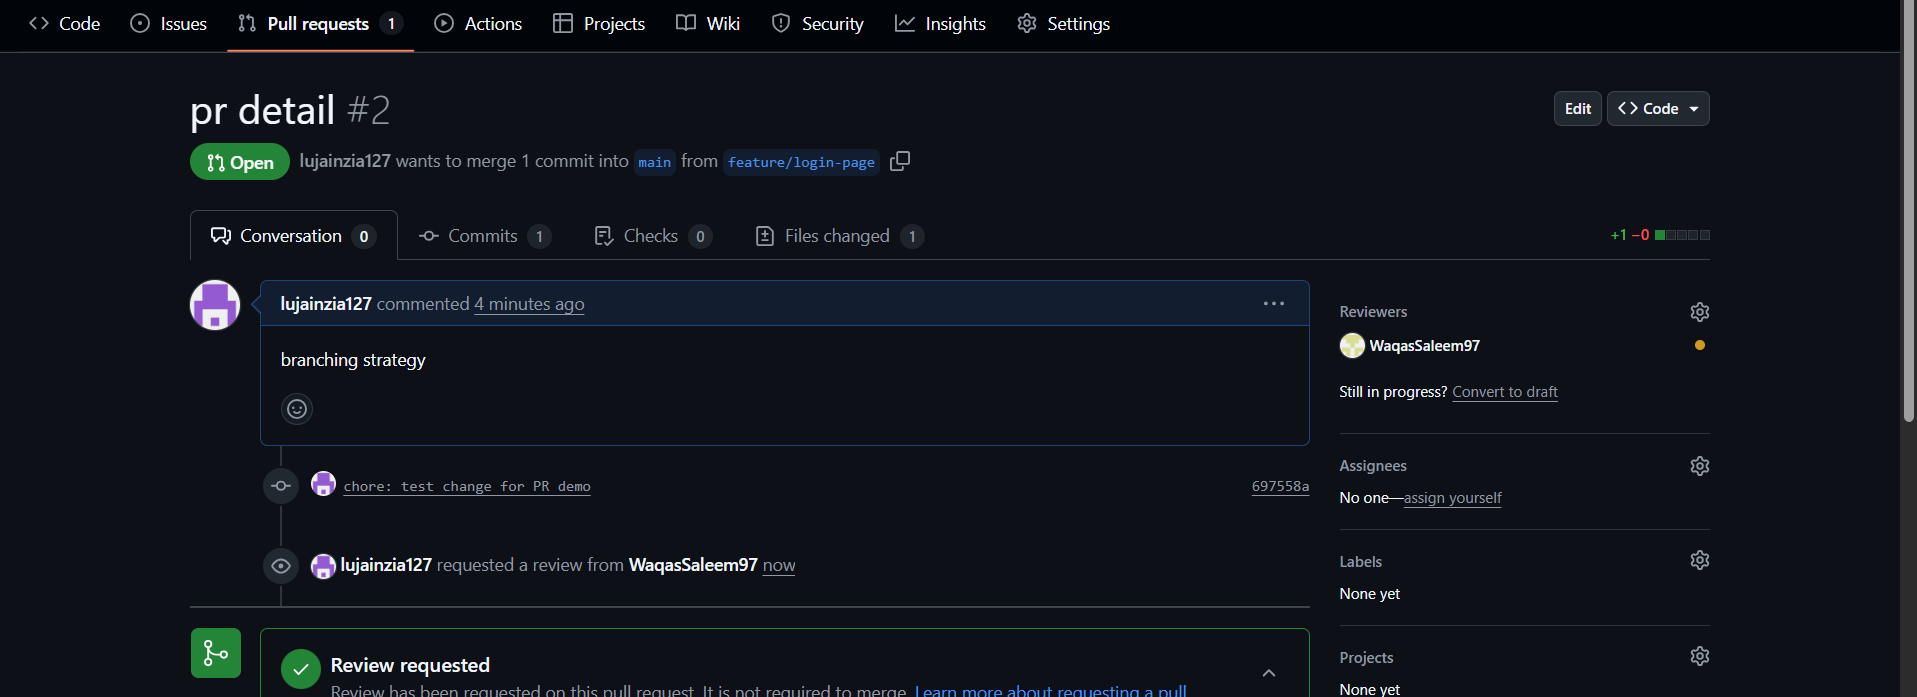 Code Issues Pull requests 1 Actions Projects Wiki Security Insights Settings
pr detail #2
Edit Code
Open lujainzia127 wants to merge 1 commit into main from feature/login-page
Conversation 0 Commits 1 Checks 0 Files changed 1
+1 −0
lujainzia127 commented 4 minutes ago
branching strategy
chore: test change for PR demo 697558a
lujainzia127 requested a review from WaqasSaleem97 now
Review requested
Review has been requested on this pull request. It is not required to merge. Learn more about requesting a pull
Reviewers
WaqasSaleem97
Still in progress? Convert to draft
Assignees
No one—assign yourself
Labels
None yet
Projects
None yet